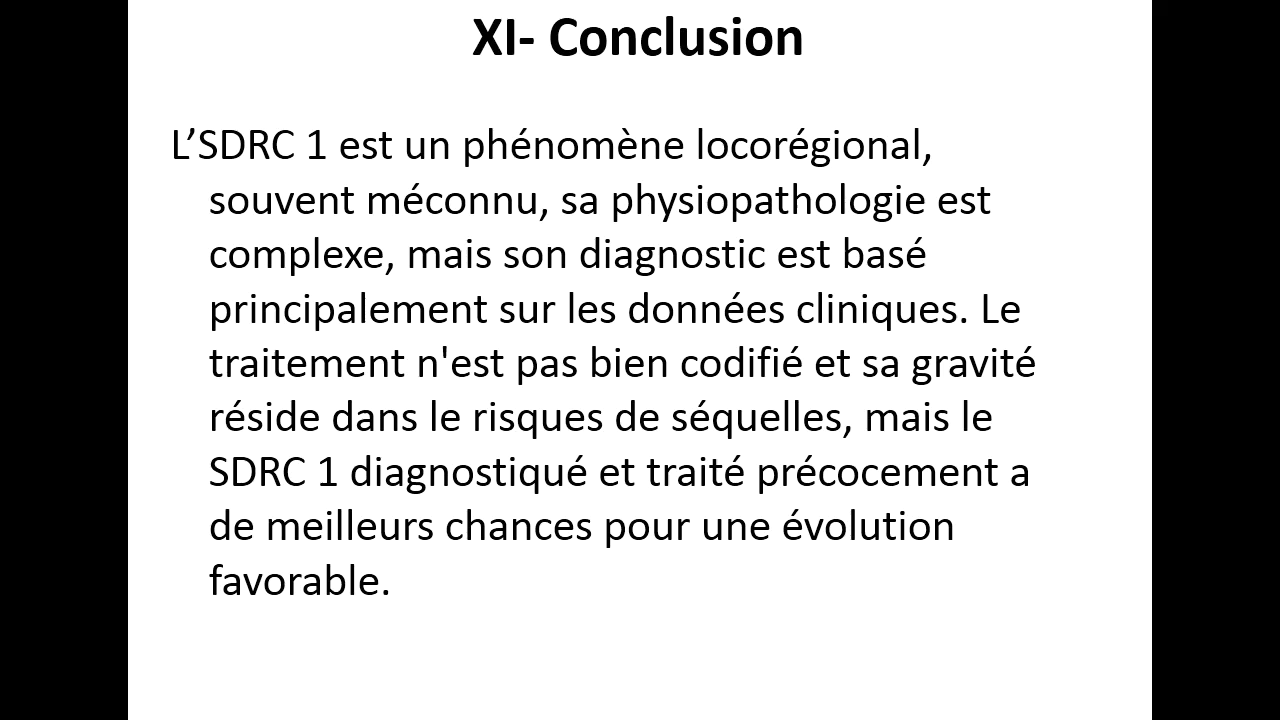 XI- Conclusion
L’SDRC 1 est un phénomène locorégional,
souvent méconnu, sa physiopathologie est
complexe, mais son diagnostic est basé
principalement sur les données cliniques. Le
traitement n'est pas bien codifié et sa gravité
réside dans le risques de séquelles, mais le
SDRC 1 diagnostiqué et traité précocement a
de meilleurs chances pour une évolution
favorable.